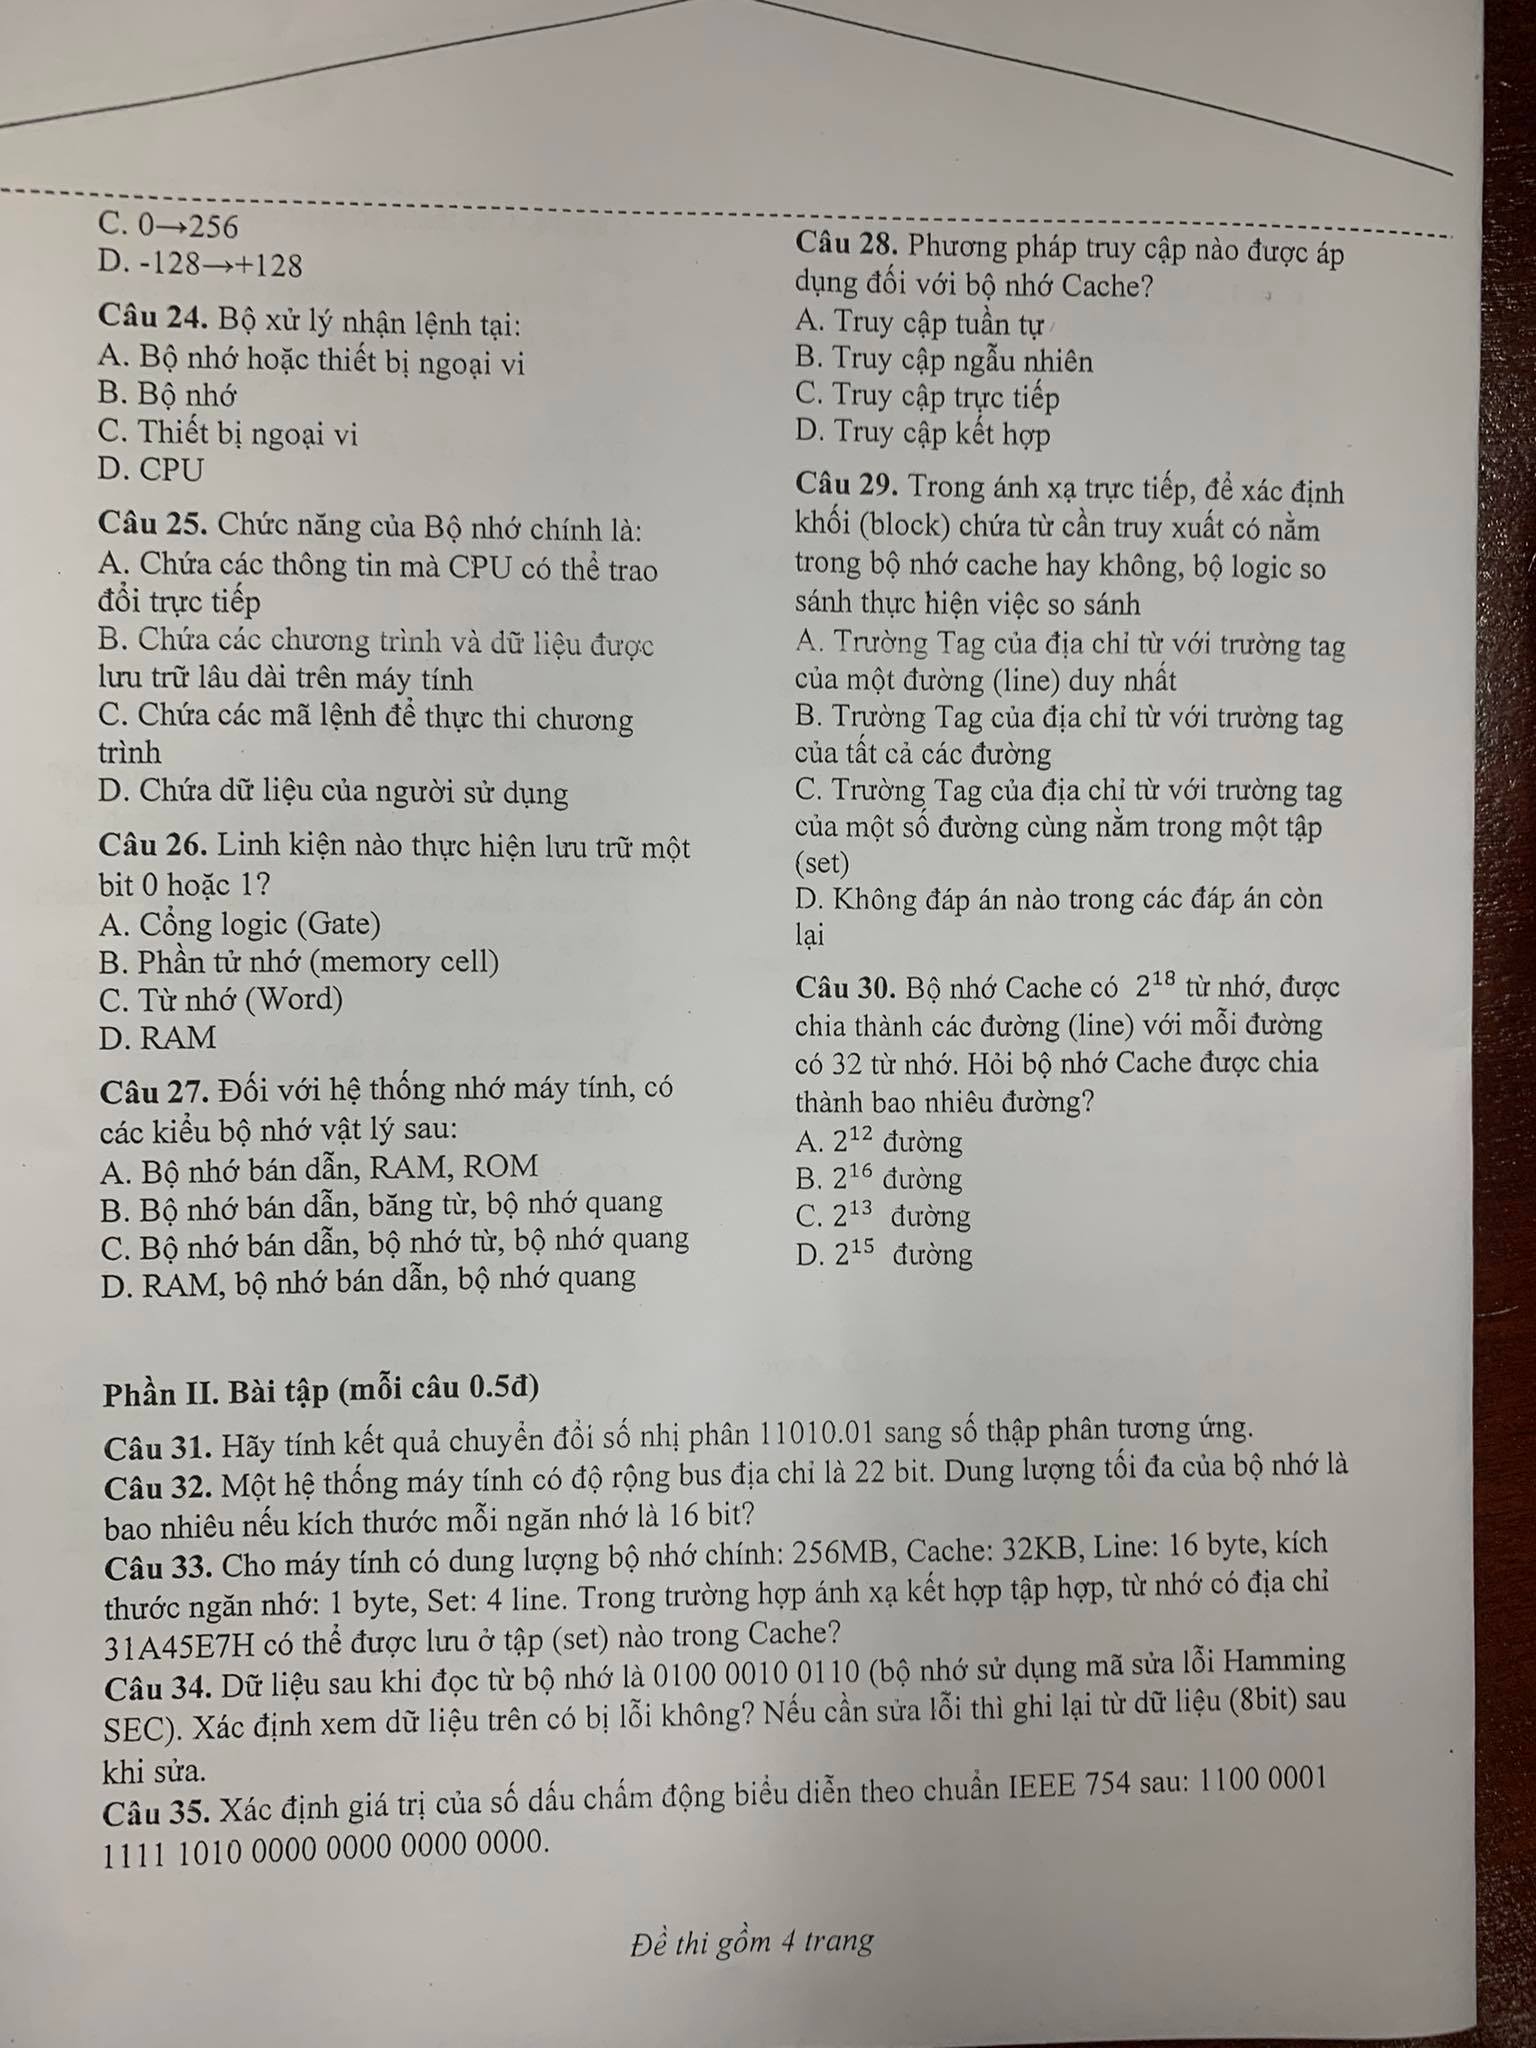 C. 0→256
D. -128→+128
Câu 24. Bộ xử lý nhận lệnh tại:
A. Bộ nhớ hoặc thiết bị ngoại vi
B. Bộ nhớ
C. Thiết bị ngoại vi
D. CPU
Câu 25. Chức năng của Bộ nhớ chính là:
A. Chứa các thông tin mà CPU có thể trao
đổi trực tiếp
B. Chứa các chương trình và dữ liệu được
lưu trữ lâu dài trên máy tính
C. Chứa các mã lệnh để thực thi chương
trình
D. Chứa dữ liệu của người sử dụng
Câu 26. Linh kiện nào thực hiện lưu trữ một
bit 0 hoặc 1?
A. Cổng logic (Gate)
B. Phần tử nhớ (memory cell)
C. Từ nhớ (Word)
D. RAM
Câu 27. Đối với hệ thống nhớ máy tính, có
các kiểu bộ nhớ vật lý sau:
A. Bộ nhớ bán dẫn, RAM, ROM
B. Bộ nhớ bán dẫn, băng từ, bộ nhớ quang
C. Bộ nhớ bán dẫn, bộ nhớ từ, bộ nhớ quang
D. RAM, bộ nhớ bán dẫn, bộ nhớ quang
Câu 28. Phương pháp truy cập nào được áp
dụng đối với bộ nhớ Cache?
A. Truy cập tuần tự
B. Truy cập ngẫu nhiên
C. Truy cập trực tiếp
D. Truy cập kết hợp
Câu 29. Trong ánh xạ trực tiếp, để xác định
khối (block) chứa từ cần truy xuất có nằm
trong bộ nhớ cache hay không, bộ logic so
sánh thực hiện việc so sánh
A. Trường Tag của địa chỉ từ với trường tag
của một đường (line) duy nhất
B. Trường Tag của địa chỉ từ với trường tag
của tất cả các đường
C. Trường Tag của địa chỉ từ với trường tag
của một số đường cùng nằm trong một tập
(set)
D. Không đáp án nào trong các đáp án còn
lại
Câu 30. Bộ nhớ Cache có 2¹⁸ từ nhớ, được
chia thành các đường (line) với mỗi đường
có 32 từ nhớ. Hỏi bộ nhớ Cache được chia
thành bao nhiêu đường?
A. 2¹² đường
B. 2¹⁶ đường
C. 2¹³ đường
D. 2¹⁵ đường
Phần II. Bài tập (mỗi câu 0.5đ)
Câu 31. Hãy tính kết quả chuyển đổi số nhị phân 11010.01 sang số thập phân tương ứng.
Câu 32. Một hệ thống máy tính có độ rộng bus địa chỉ là 22 bit. Dung lượng tối đa của bộ nhớ là
bao nhiêu nếu kích thước mỗi ngăn nhớ là 16 bit?
Câu 33. Cho máy tính có dung lượng bộ nhớ chính: 256MB, Cache: 32KB, Line: 16 byte, kích
thước ngăn nhớ: 1 byte, Set: 4 line. Trong trường hợp ánh xạ kết hợp tập hợp, từ nhớ có địa chỉ
31A45E7H có thể được lưu ở tập (set) nào trong Cache?
Câu 34. Dữ liệu sau khi đọc từ bộ nhớ là 0100 0010 0110 (bộ nhớ sử dụng mã sửa lỗi Hamming
SEC). Xác định xem dữ liệu trên có bị lỗi không? Nếu cần sửa lỗi thì ghi lại từ dữ liệu (8bit) sau
khi sửa.
Câu 35. Xác định giá trị của số dấu chấm động biểu diễn theo chuẩn IEEE 754 sau: 1100 0001
1111 1010 0000 0000 0000 0000.
Đề thi gồm 4 trang